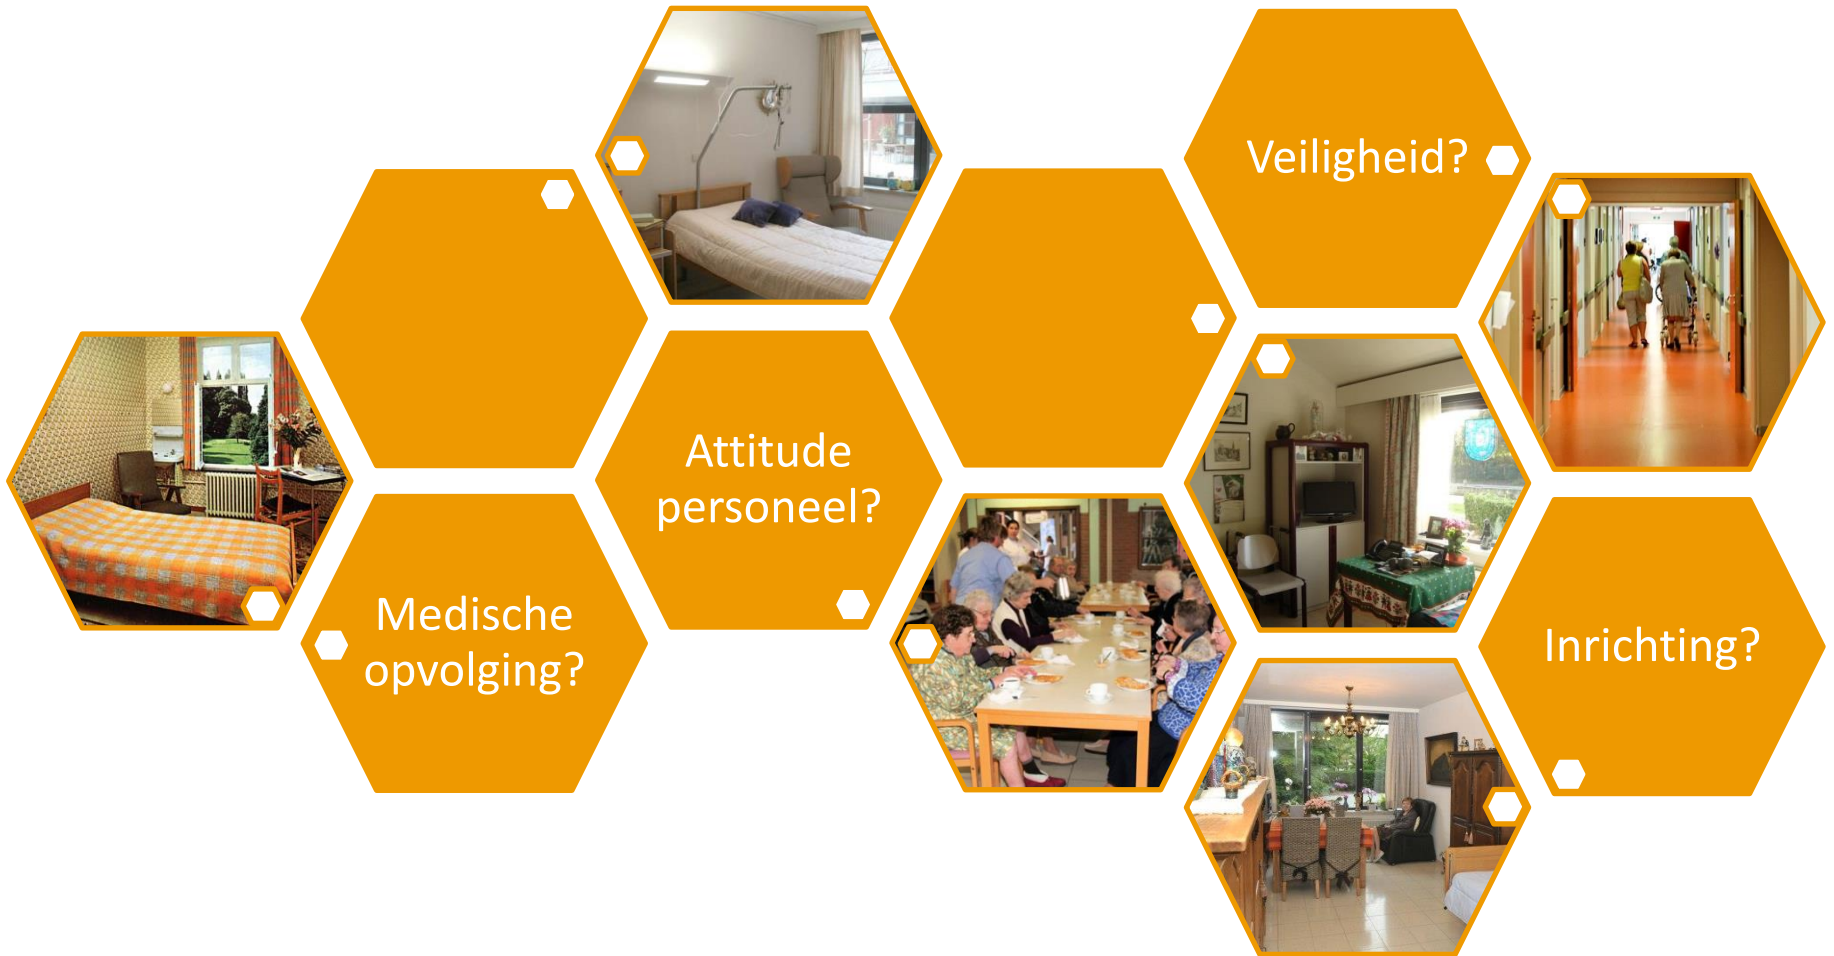 Veiligheid?
Attitude
personeel?
Medische
opvolging?
Inrichting?